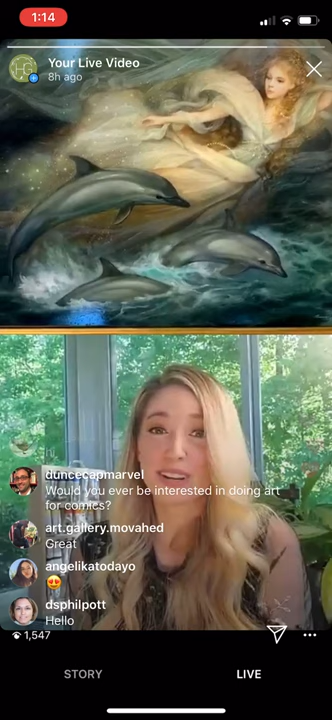 1:14
HG
Your Live Video
8h ago
duncecapmarvel
Would you ever be interested in doing art
for comics?
art.gallery.movahed
Great
angelikatodayo
😍
dsphilpott
Hello
1,547
STORY
LIVE